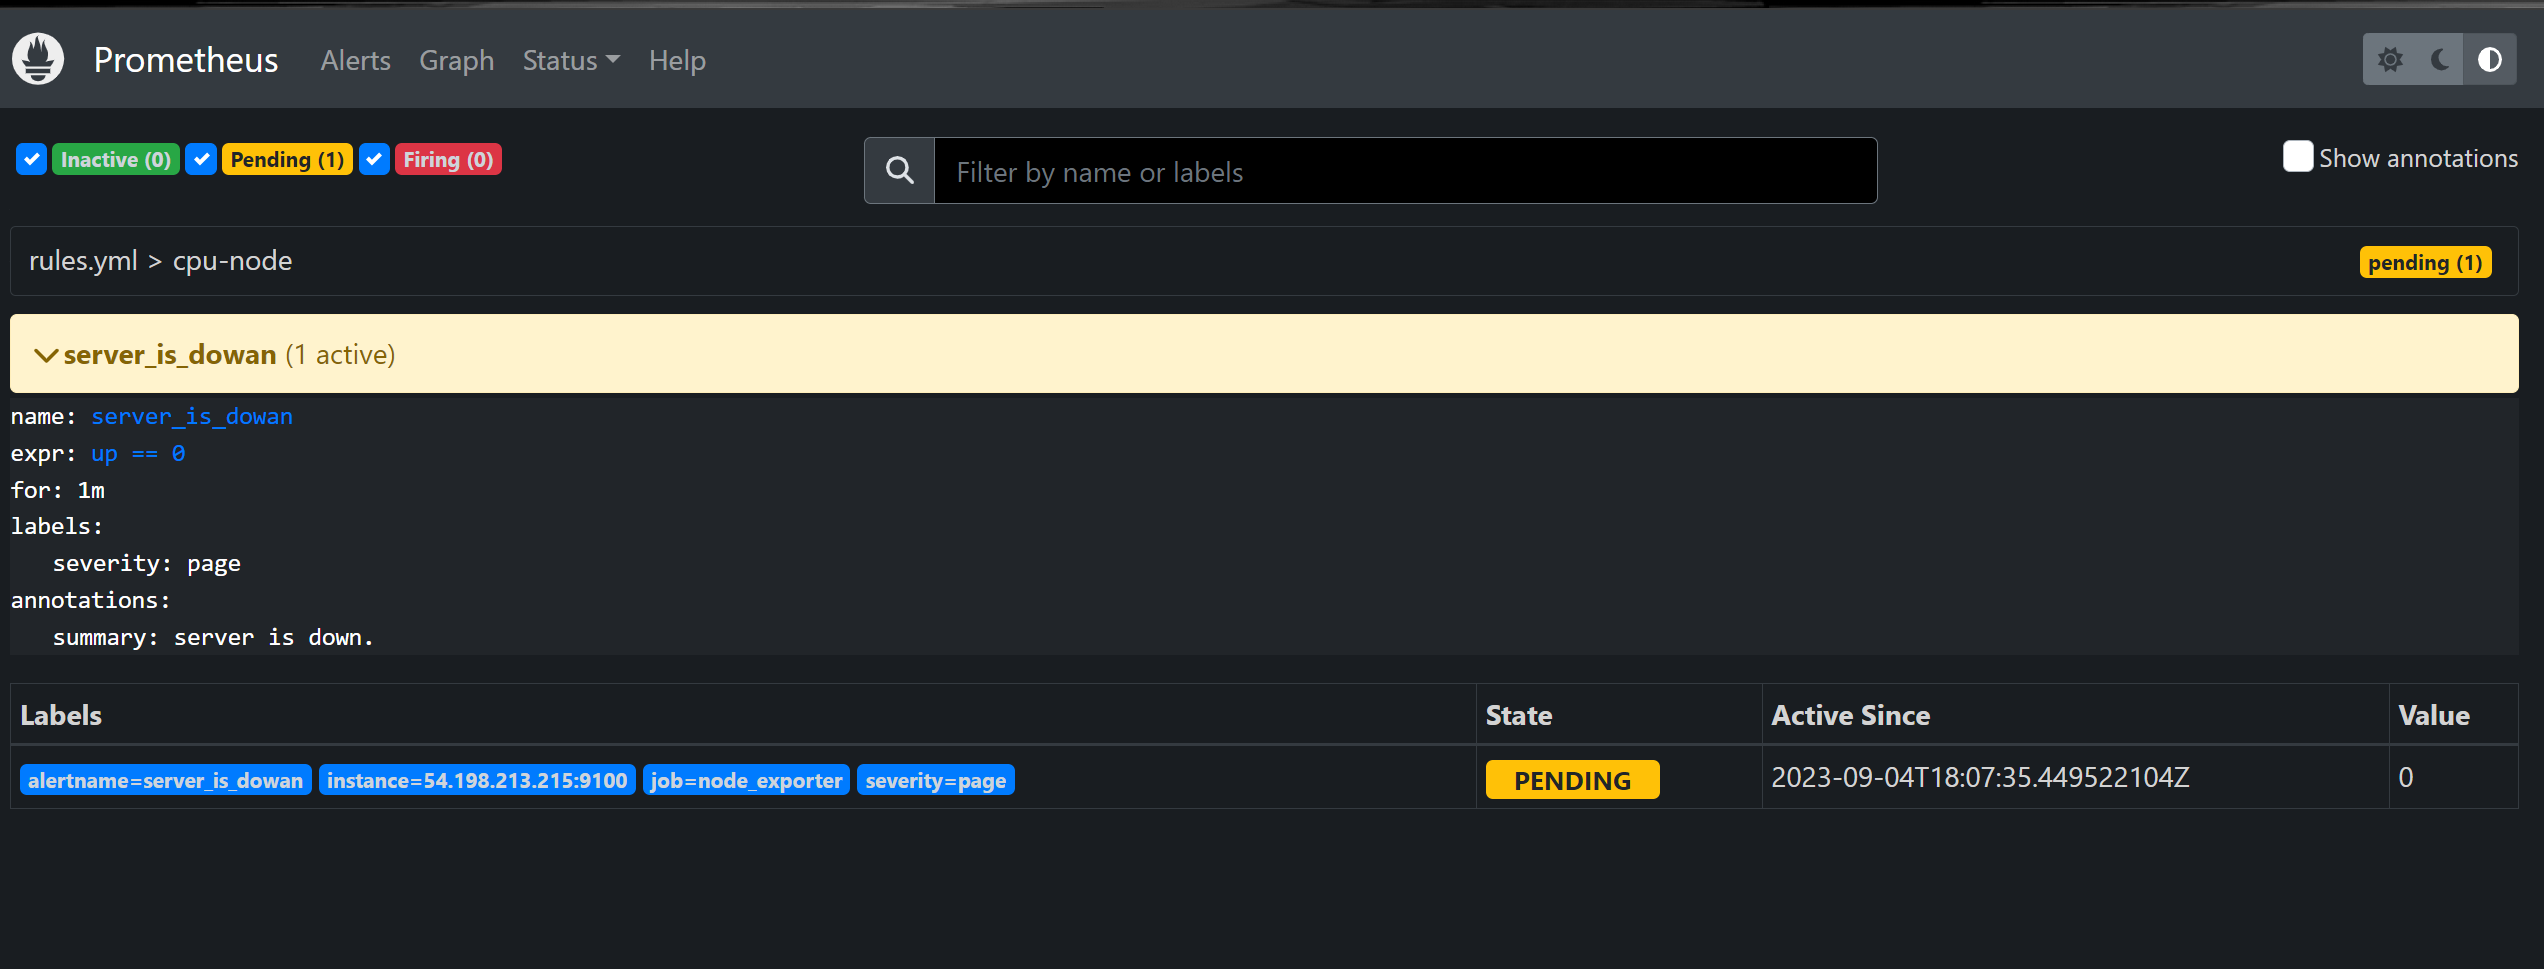 Prometheus Alerts Graph Status Help
Inactive (0) Pending (1) Firing (0) Filter by name or labels Show annotations
rules.yml > cpu-node pending (1)
server_is_dowan (1 active)
name: server_is_dowan
expr: up == 0
for: 1m
labels:
severity: page
annotations:
summary: server is down.
Labels State Active Since Value
alertname=server_is_dowan instance=54.198.213.215:9100 job=node_exporter severity=page PENDING 2023-09-04T18:07:35.449522104Z 0